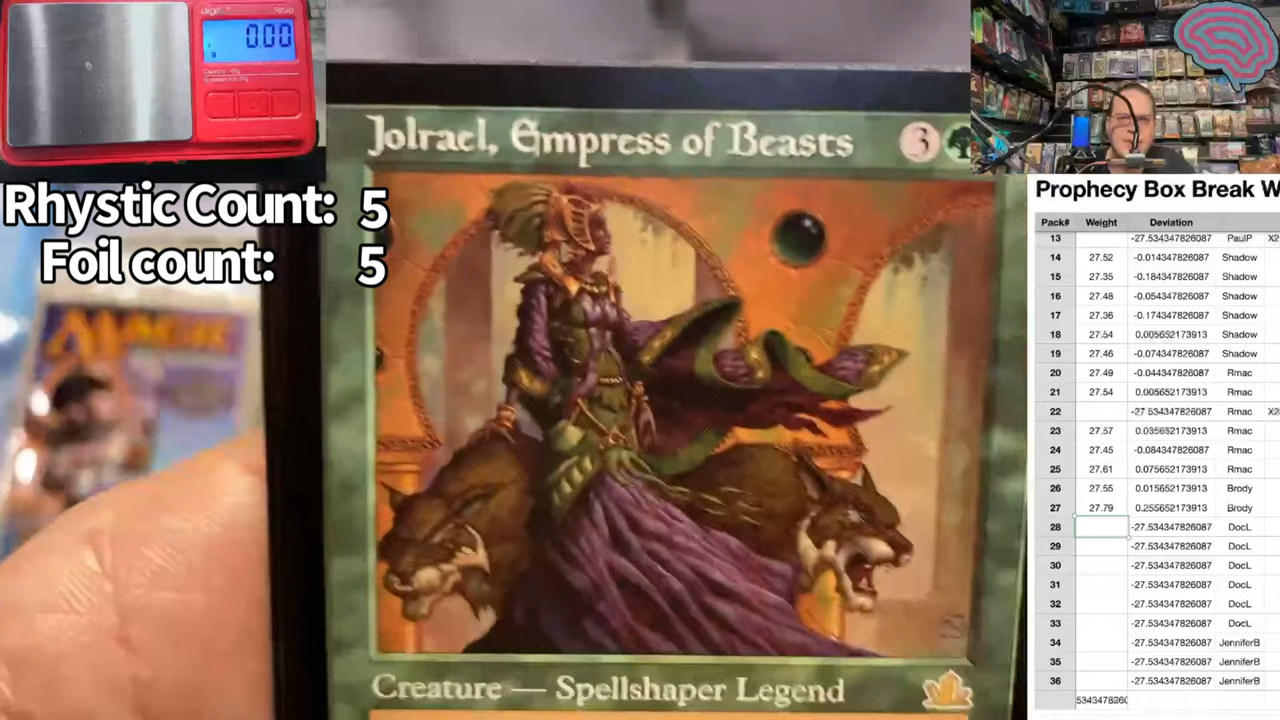 digi
0.00
Rhystic Count: 5
Foil count: 5
MAGIC
Jolrael, Empress of Beasts 3
Creature — Spellshaper Legend
Prophecy Box Break W
Pack# Weight Deviation
13 -27.534347826087 PaulP X2
14 27.52 -0.014347826087 Shadow
15 27.35 -0.184347826087 Shadow
16 27.48 -0.054347826087 Shadow
17 27.36 -0.174347826087 Shadow
18 27.54 0.005652173913 Shadow
19 27.46 -0.074347826087 Shadow
20 27.49 -0.044347826087 Rmac
21 27.54 0.005652173913 Rmac
22 -27.534347826087 Rmac X2
23 27.57 0.035652173913 Rmac
24 27.45 -0.084347826087 Rmac
25 27.61 0.075652173913 Rmac
26 27.55 0.015652173913 Brody
27 27.79 0.255652173913 Brody
28 -27.534347826087 DocL
29 -27.534347826087 DocL
30 -27.534347826087 DocL
31 -27.534347826087 DocL
32 -27.534347826087 DocL
33 -27.534347826087 DocL
34 -27.534347826087 JenniferB
35 -27.534347826087 JenniferB
36 -27.534347826087 JenniferB
534347826